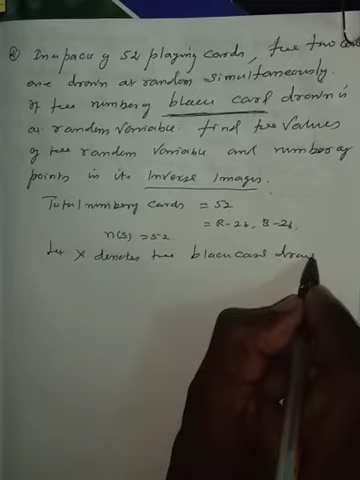 In a pack of 52 playing cards, the two cards
are drawn at random simultaneously.
If the number of black card drawn is
a random variable. Find the values
of the random variable and number of
points in its Inverse Images.
Total number of cards = 52
= R-26, B-26.
n(S) = 52
Let X denotes the black card draw